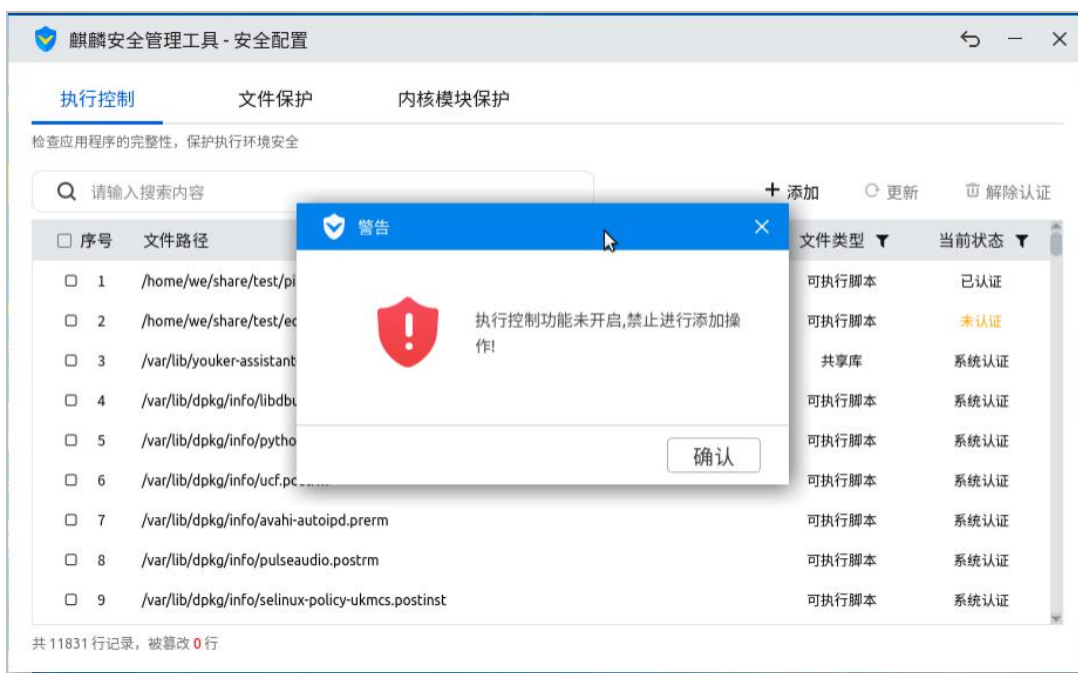 麒麟安全管理工具 - 安全配置
执行控制 文件保护 内核模块保护
检查应用程序的完整性，保护执行环境安全
请输入搜索内容 + 添加 更新 解除认证
序号 文件路径 文件类型 当前状态
警告
执行控制功能未开启,禁止进行添加操
作!
确认
1 /home/we/share/test/pi 可执行脚本 已认证
2 /home/we/share/test/ec 可执行脚本 未认证
3 /var/lib/youker-assistant 共享库 系统认证
4 /var/lib/dpkg/info/libdbu 可执行脚本 系统认证
5 /var/lib/dpkg/info/pytho 可执行脚本 系统认证
6 /var/lib/dpkg/info/ucf.postrm 可执行脚本 系统认证
7 /var/lib/dpkg/info/avahi-autoipd.prerm 可执行脚本 系统认证
8 /var/lib/dpkg/info/pulseaudio.postrm 可执行脚本 系统认证
9 /var/lib/dpkg/info/selinux-policy-ukmcs.postinst 可执行脚本 系统认证
共 11831 行记录，被篡改 0 行